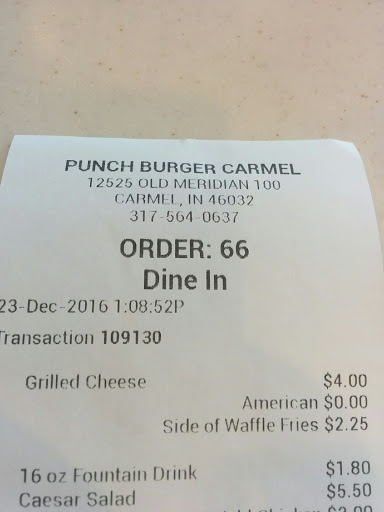 PUNCH BURGER CARMEL
12525 OLD MERIDIAN 100
CARMEL, IN 46032
317-564-0637
ORDER: 66
Dine In
23-Dec-2016 1:08:52P
Transaction 109130
Grilled Cheese $4.00
American $0.00
Side of Waffle Fries $2.25
16 oz Fountain Drink $1.80
Caesar Salad $5.50